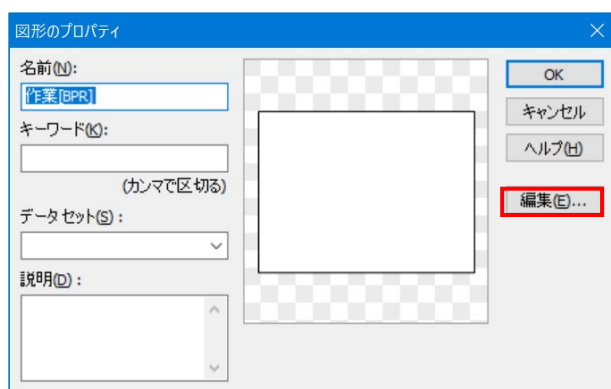 図形のプロパティ
名前(N):
作業[BPR]
キーワード(K):
(カンマで区切る)
データ セット(S) :
説明(D) :
OK
キャンセル
ヘルプ(H)
編集(E)...